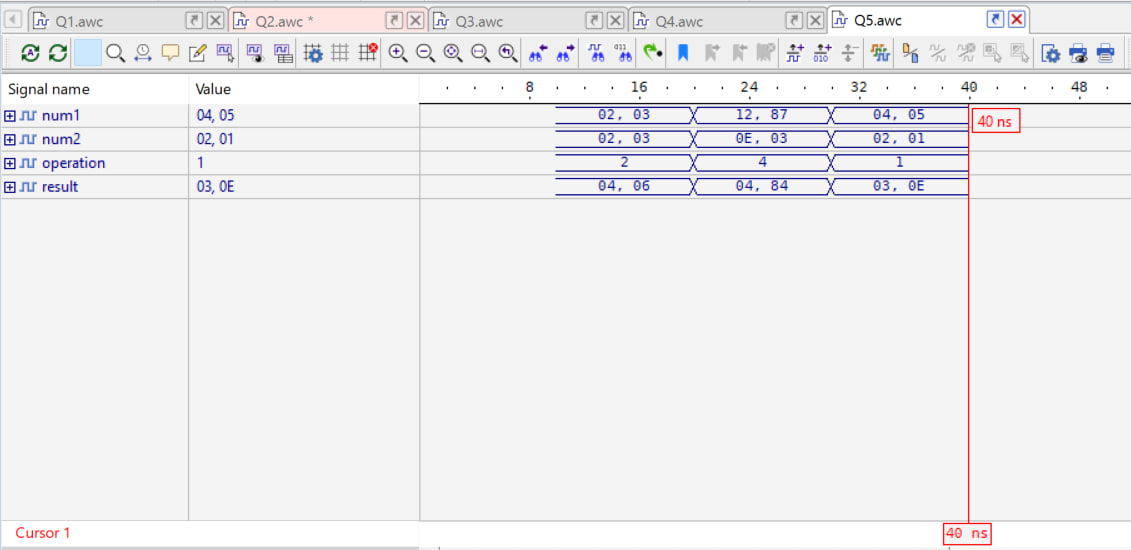 Q1.awc Q2.awc * Q3.awc Q4.awc Q5.awc
Signal name Value 8 16 24 32 40 48
num1 04, 05 02, 03 12, 87 04, 05 40 ns
num2 02, 01 02, 03 0E, 03 02, 01
operation 1 2 4 1
result 03, 0E 04, 06 04, 84 03, 0E
Cursor 1 40 ns